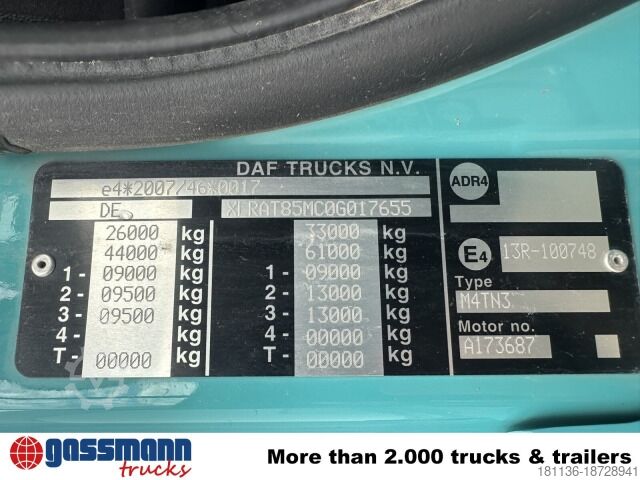 DAF TRUCKS N.V.
e4*2007/46*0017
DE XLRAT85MC0G017655
26000 kg 33000 kg
44000 kg 61000 kg
1- 09000 kg 1- 09000 kg
2- 09500 kg 2- 13000 kg
3- 09500 kg 3- 13000 kg
4- kg 4- 00000 kg
T- 00000 kg T- 00000 kg
ADR4
E4 13R-100748
Type
M4TN3
Motor no.
A173687
gassmann
trucks
More than 2.000 trucks & trailers
181136-18728941